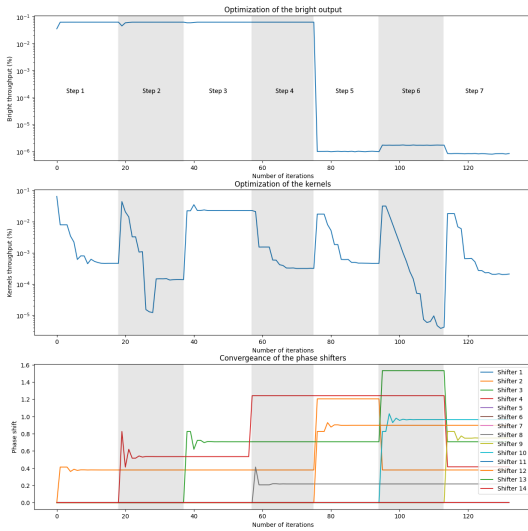 Optimization of the bright output
10⁻¹
10⁻²
10⁻³
10⁻⁴
10⁻⁵
10⁻⁶
Bright throughput (%)
Step 1 Step 2 Step 3 Step 4 Step 5 Step 6 Step 7
0 20 40 60 80 100 120
Number of iterations
Optimization of the kernels
10⁻¹
10⁻²
10⁻³
10⁻⁴
10⁻⁵
Kernels throughput (%)
0 20 40 60 80 100 120
Number of iterations
Convergeance of the phase shifters
1.6
1.4
1.2
1.0
0.8
0.6
0.4
0.2
0.0
Phase shift
Shifter 1
Shifter 2
Shifter 3
Shifter 4
Shifter 5
Shifter 6
Shifter 7
Shifter 8
Shifter 9
Shifter 10
Shifter 11
Shifter 12
Shifter 13
Shifter 14
0 20 40 60 80 100 120
Number of iterations